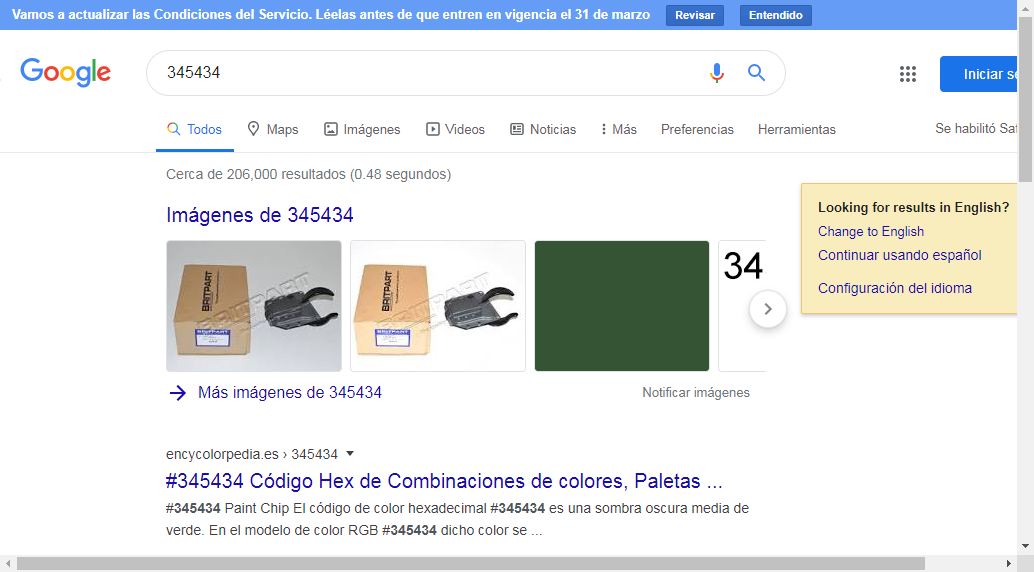 Vamos a actualizar las Condiciones del Servicio. Léelas antes de que entren en vigencia el 31 de marzo Revisar Entendido
Google 345434 Iniciar se
Todos Maps Imágenes Videos Noticias Más Preferencias Herramientas Se habilitó Saf
Cerca de 206,000 resultados (0.48 segundos)
Imágenes de 345434
BRITPART BRITPART
BRITPART BRITPART
34
Más imágenes de 345434 Notificar imágenes
encycolorpedia.es › 345434
#345434 Código Hex de Combinaciones de colores, Paletas ...
#345434 Paint Chip El código de color hexadecimal #345434 es una sombra oscura media de
verde. En el modelo de color RGB #345434 dicho color se ...
Looking for results in English?
Change to English
Continuar usando español
Configuración del idioma